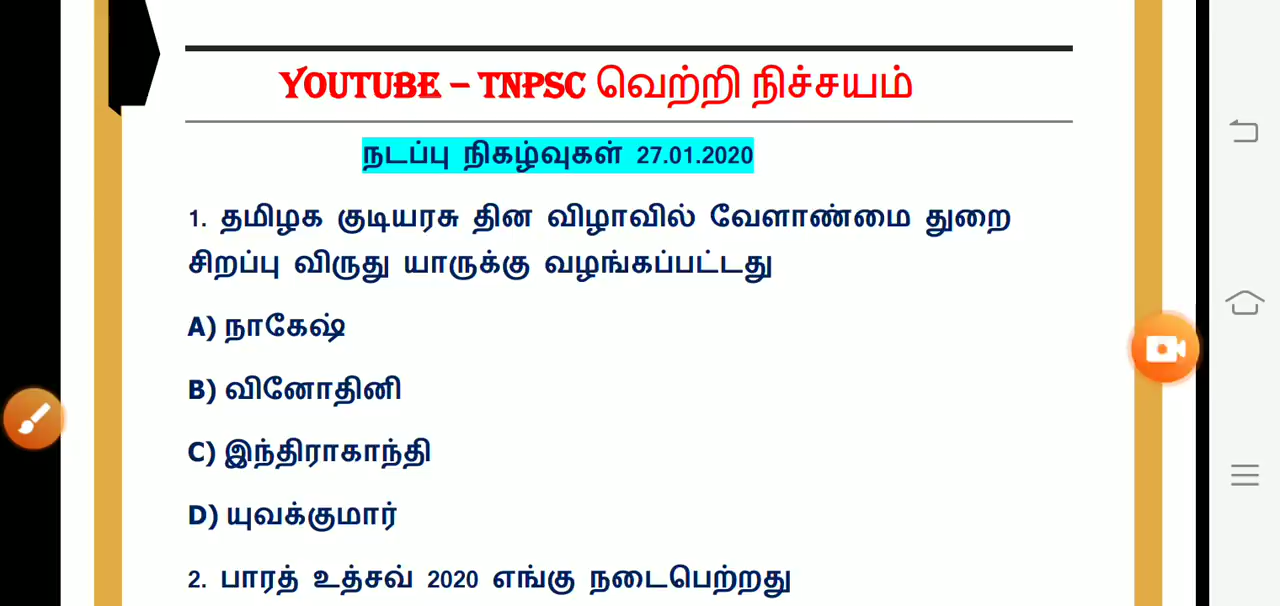 YOUTUBE – TNPSC வெற்றி நிச்சயம்
நடப்பு நிகழ்வுகள் 27.01.2020
1. தமிழக குடியரசு தின விழாவில் வேளாண்மை துறை
சிறப்பு விருது யாருக்கு வழங்கப்பட்டது
A) நாகேஷ்
B) வினோதினி
C) இந்திராகாந்தி
D) யுவக்குமார்
2. பாரத் உத்சவ் 2020 எங்கு நடைபெற்றது